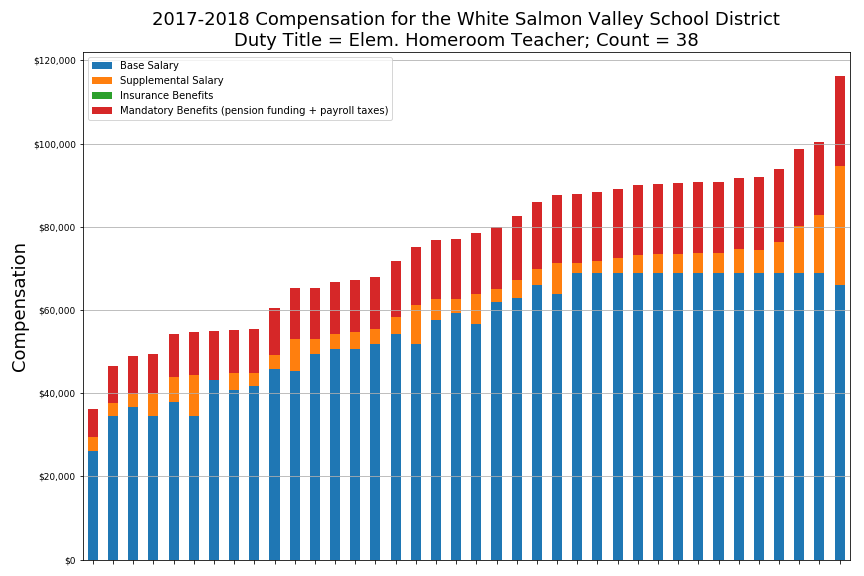 2017-2018 Compensation for the White Salmon Valley School District
Duty Title = Elem. Homeroom Teacher; Count = 38
Base Salary
Supplemental Salary
Insurance Benefits
Mandatory Benefits (pension funding + payroll taxes)
Compensation
$120,000
$100,000
$80,000
$60,000
$40,000
$20,000
$0